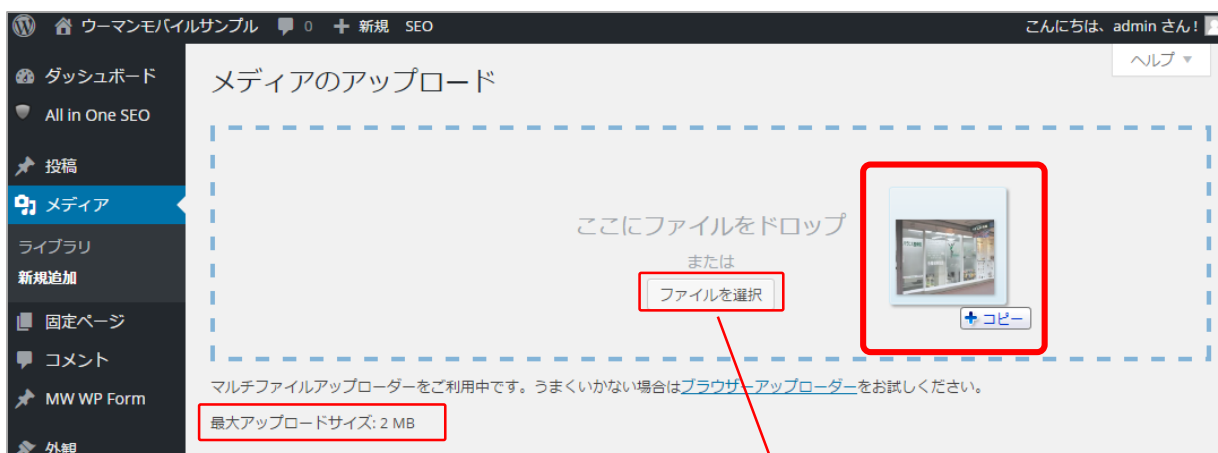 ウーマンモバイルサンプル 0 新規 SEO こんにちは、admin さん!
ヘルプ
ダッシュボード
All in One SEO
投稿
メディア
ライブラリ
新規追加
固定ページ
コメント
MW WP Form
外観
メディアのアップロード
ここにファイルをドロップ
または
ファイルを選択
コピー
マルチファイルアップローダーをご利用中です。うまくいかない場合はブラウザーアップローダーをお試しください。
最大アップロードサイズ: 2 MB